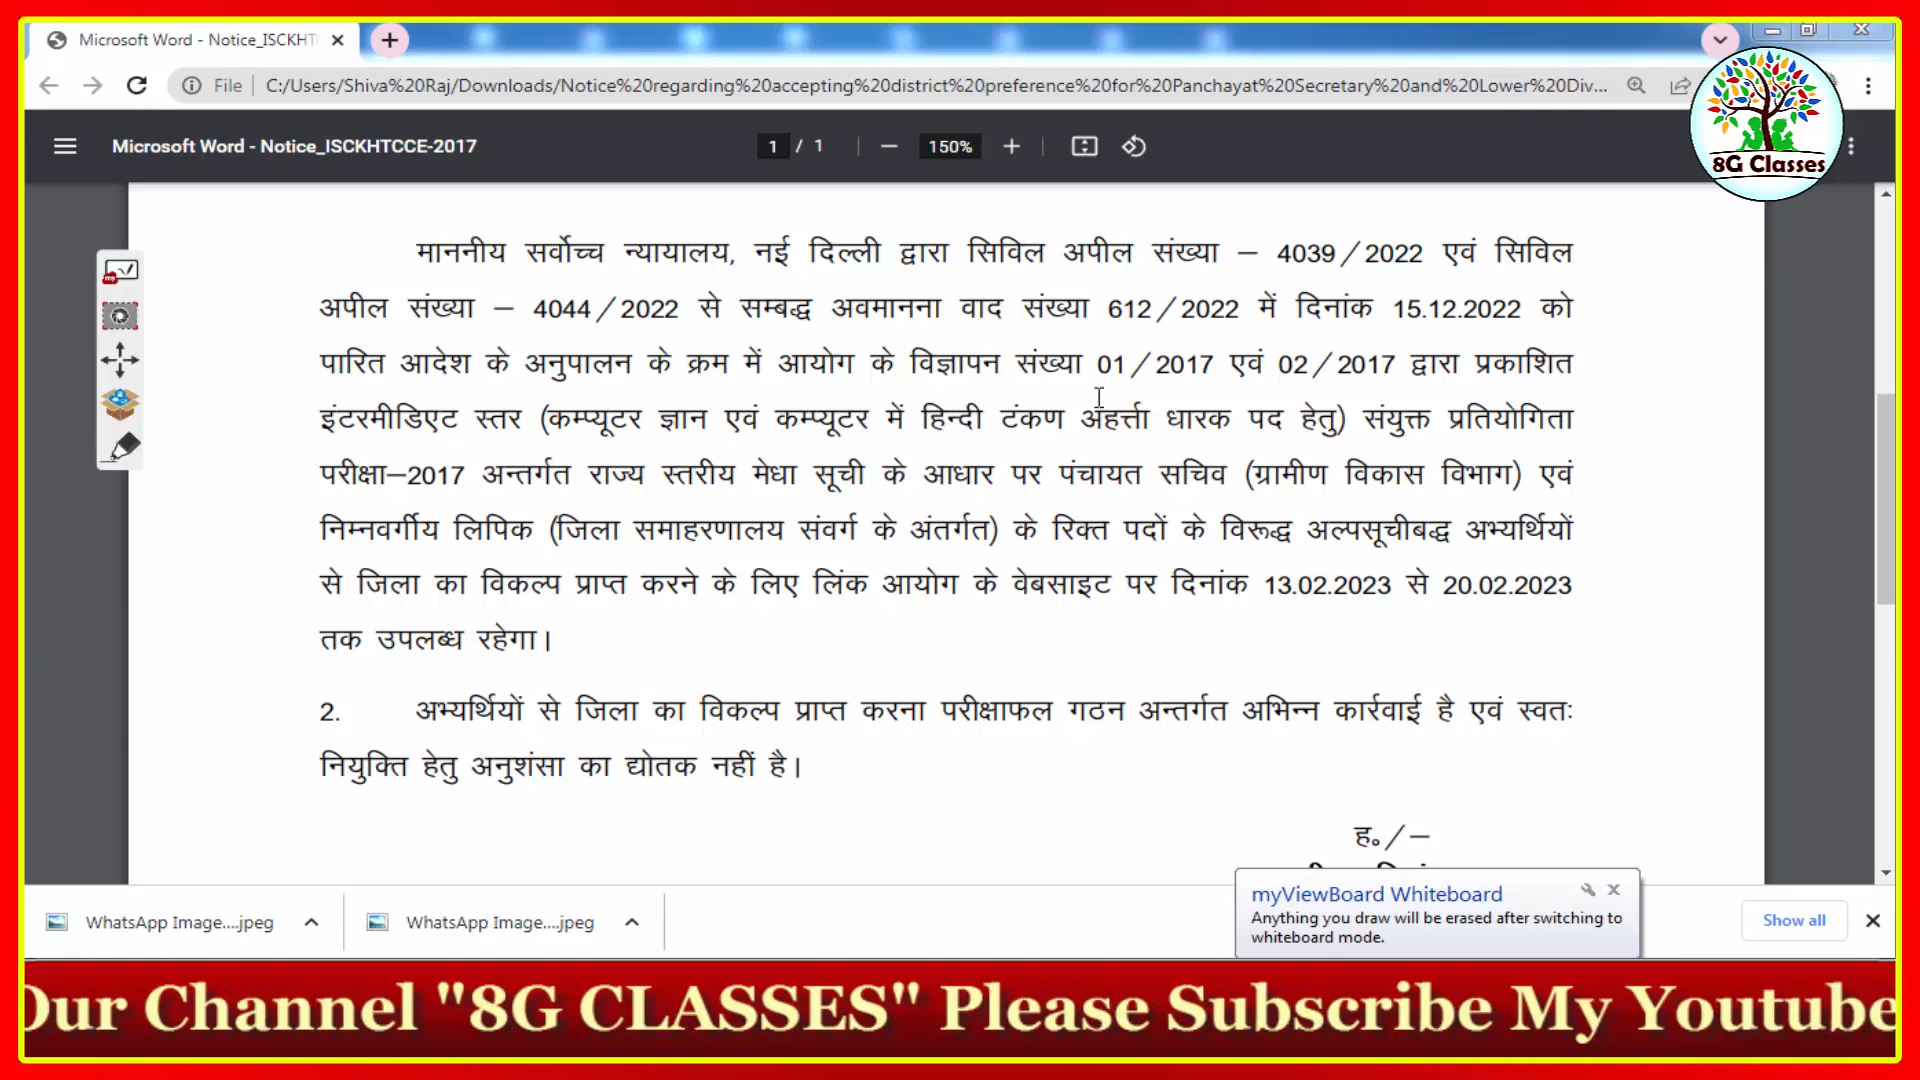 Microsoft Word - Notice_ISCKHT
File
C:/Users/Shiva%20Raj/Downloads/Notice%20regarding%20accepting%20district%20preference%20for%20Panchayat%20Secretary%20and%20Lower%20Div...
Microsoft Word - Notice_ISCKHTCCE-2017
1 / 1
150%
8G Classes
माननीय सर्वोच्च न्यायालय, नई दिल्ली द्वारा सिविल अपील संख्या – 4039/2022 एवं सिविल
अपील संख्या – 4044/2022 से सम्बद्ध अवमानना वाद संख्या 612/2022 में दिनांक 15.12.2022 को
पारित आदेश के अनुपालन के क्रम में आयोग के विज्ञापन संख्या 01/2017 एवं 02/2017 द्वारा प्रकाशित
इंटरमीडिएट स्तर (कम्प्यूटर ज्ञान एवं कम्प्यूटर में हिन्दी टंकण अर्हत्ता धारक पद हेतु) संयुक्त प्रतियोगिता
परीक्षा–2017 अन्तर्गत राज्य स्तरीय मेधा सूची के आधार पर पंचायत सचिव (ग्रामीण विकास विभाग) एवं
निम्नवर्गीय लिपिक (जिला समाहरणालय संवर्ग के अंतर्गत) के रिक्त पदों के विरूद्ध अल्पसूचीबद्ध अभ्यर्थियों
से जिला का विकल्प प्राप्त करने के लिए लिंक आयोग के वेबसाइट पर दिनांक 13.02.2023 से 20.02.2023
तक उपलब्ध रहेगा।
2. अभ्यर्थियों से जिला का विकल्प प्राप्त करना परीक्षाफल गठन अन्तर्गत अभिन्न कार्रवाई है एवं स्वतः
नियुक्ति हेतु अनुशंसा का द्योतक नहीं है।
ह०/–
myViewBoard Whiteboard
Anything you draw will be erased after switching to
whiteboard mode.
WhatsApp Image....jpeg
WhatsApp Image....jpeg
Show all
Our Channel "8G CLASSES" Please Subscribe My Youtube